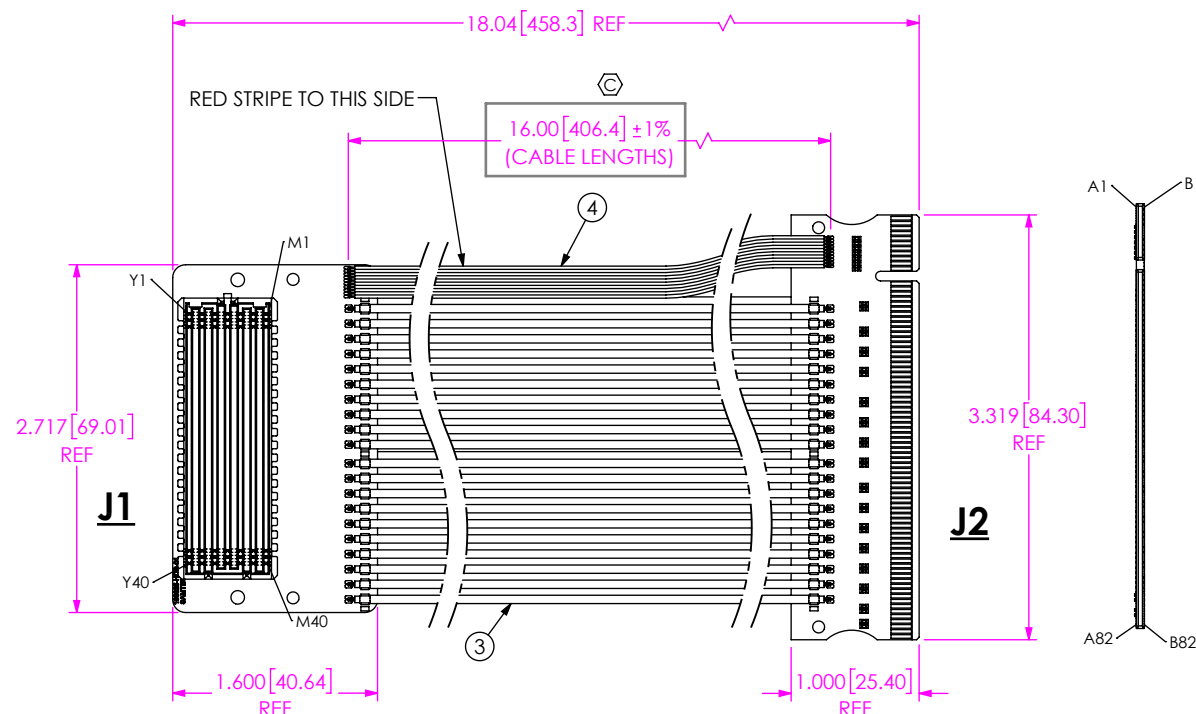 18.04[458.3] REF
C
RED STRIPE TO THIS SIDE
16.00[406.4] ±1%
(CABLE LENGTHS)
4
A1
B
M1
Y1
2.717[69.01]
REF
3.319[84.30]
REF
J1
J2
Y40
M40
3
A82
B82
1.600[40.64]
REF
1.000[25.40]
REF